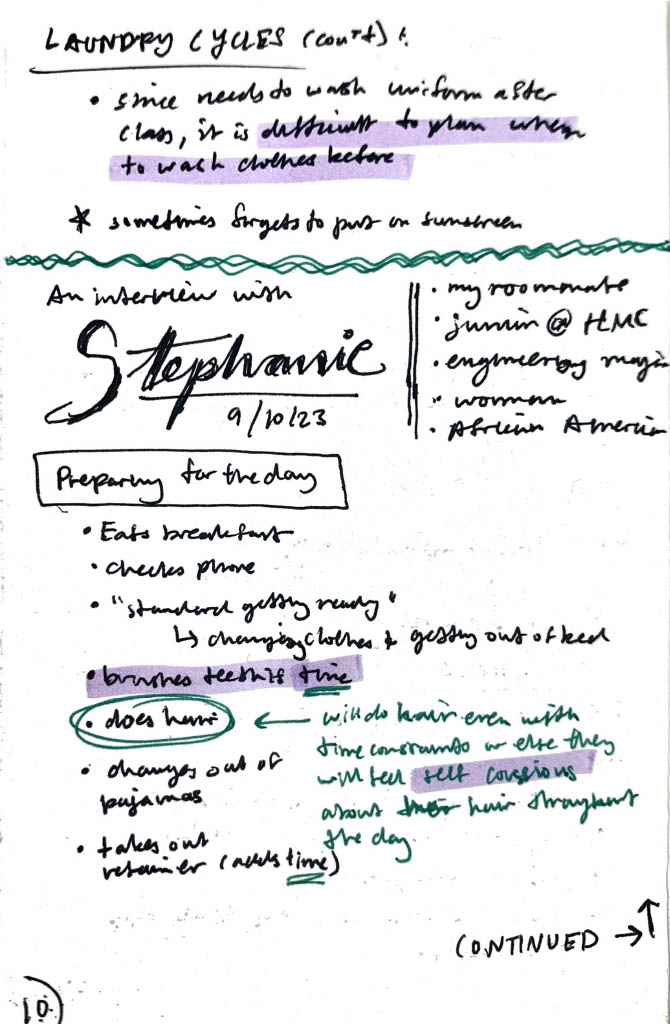 LAUNDRY CYCLES (con't):
• since needs to wash uniform after
class, it is difficult to plan when
to wash clothes before
* sometimes forgets to put on sunscreen
An interview with
Stephanie
9/10/23
• my roommate
• junior @ HMC
• engineering major
• woman
• African America
Preparing for the day
• Eats breakfast
• checks phone
• "standard getting ready"
↳ changing clothes & getting out of bed
• brushes teeth if time
• does hair
← will do hair even with
time constraints or else they
will feel self conssious
about hair throughout
the day.
• changes out of
pajamas
• takes out
retainer (adds time)
CONTINUED →
10